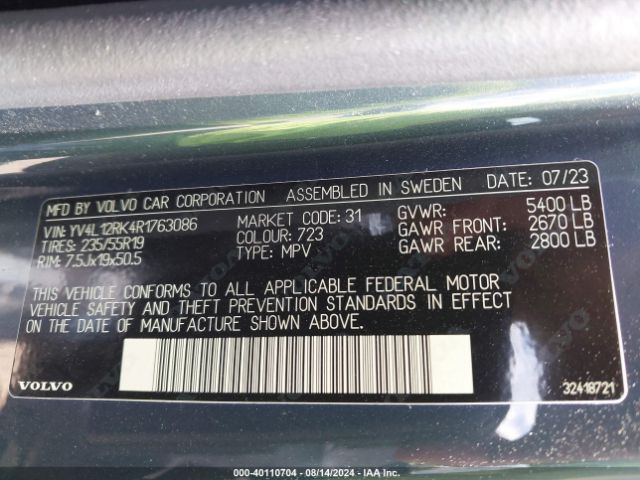 MFD BY VOLVO CAR CORPORATION ASSEMBLED IN SWEDEN DATE: 07/23
VIN: YV4L12RK4R1763086 MARKET CODE: 31 GVWR: 5400 LB
TIRES: 235/55R19 COLOUR: 723 GAWR FRONT: 2670 LB
RIM: 7.5Jx19x50.5 TYPE: MPV GAWR REAR: 2800 LB
THIS VEHICLE CONFORMS TO ALL APPLICABLE FEDERAL MOTOR
VEHICLE SAFETY AND THEFT PREVENTION STANDARDS IN EFFECT
ON THE DATE OF MANUFACTURE SHOWN ABOVE.
VOLVO 32418721
000-40110704 - 08/14/2024 - IAA Inc.